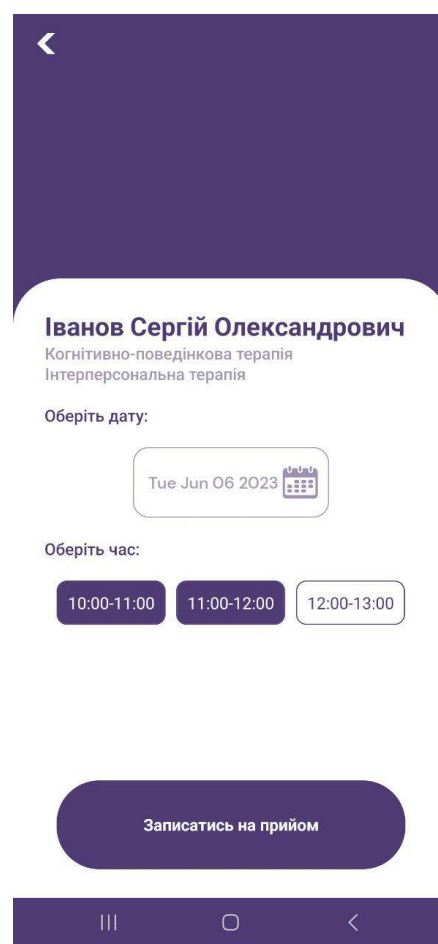 Іванов Сергій Олександрович
Когнітивно-поведінкова терапія
Інтерперсональна терапія
Оберіть дату:
Tue Jun 06 2023
Оберіть час:
10:00-11:00 11:00-12:00 12:00-13:00
Записатись на прийом